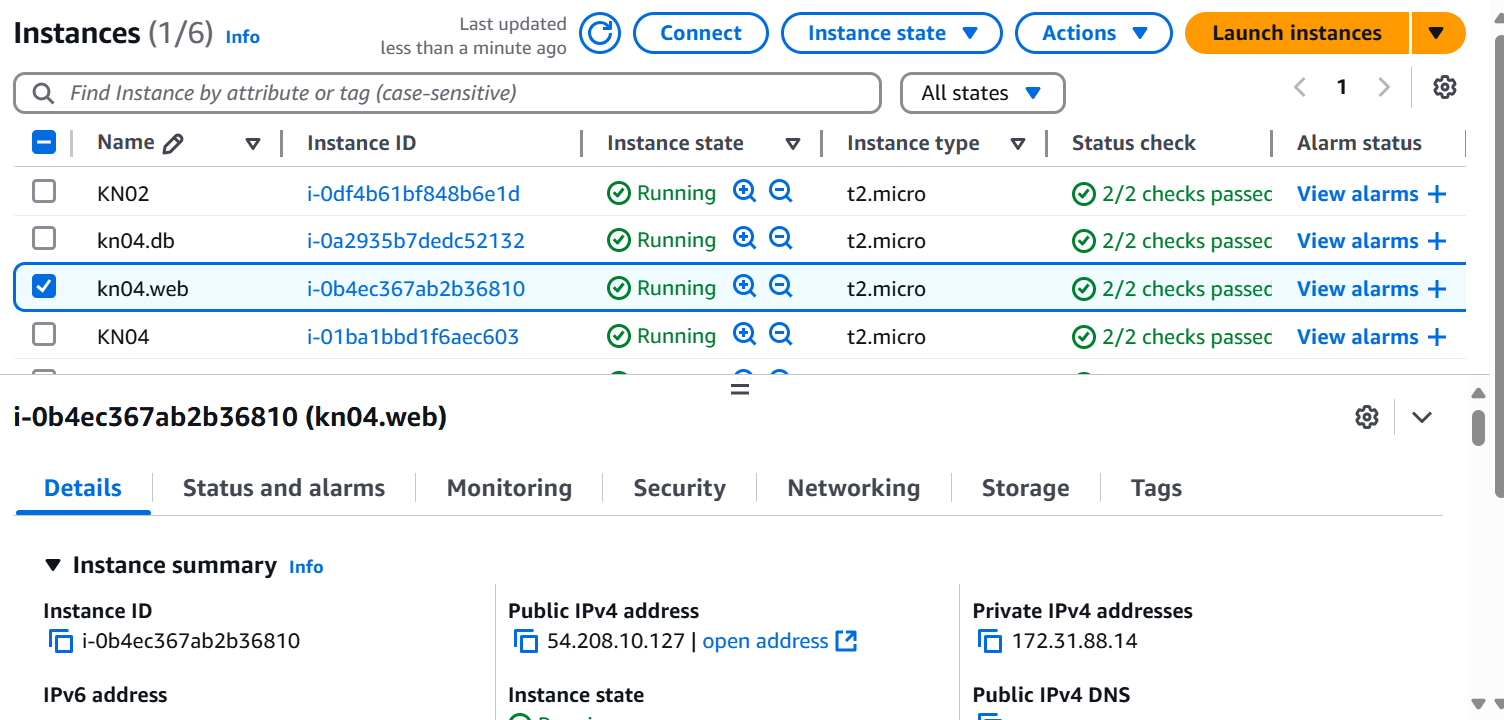 Instances (1/6) Info
Last updated
less than a minute ago
Connect
Instance state
Actions
Launch instances
Find Instance by attribute or tag (case-sensitive)
All states
1
Name Instance ID Instance state Instance type Status check Alarm status
KN02 i-0df4b61bf848b6e1d Running t2.micro 2/2 checks passed View alarms +
kn04.db i-0a2935b7dedc52132 Running t2.micro 2/2 checks passed View alarms +
kn04.web i-0b4ec367ab2b36810 Running t2.micro 2/2 checks passed View alarms +
KN04 i-01ba1bbd1f6aec603 Running t2.micro 2/2 checks passed View alarms +
i-0b4ec367ab2b36810 (kn04.web)
Details Status and alarms Monitoring Security Networking Storage Tags
Instance summary Info
Instance ID
i-0b4ec367ab2b36810
Public IPv4 address
54.208.10.127 | open address
Private IPv4 addresses
172.31.88.14
IPv6 address
Instance state
Public IPv4 DNS